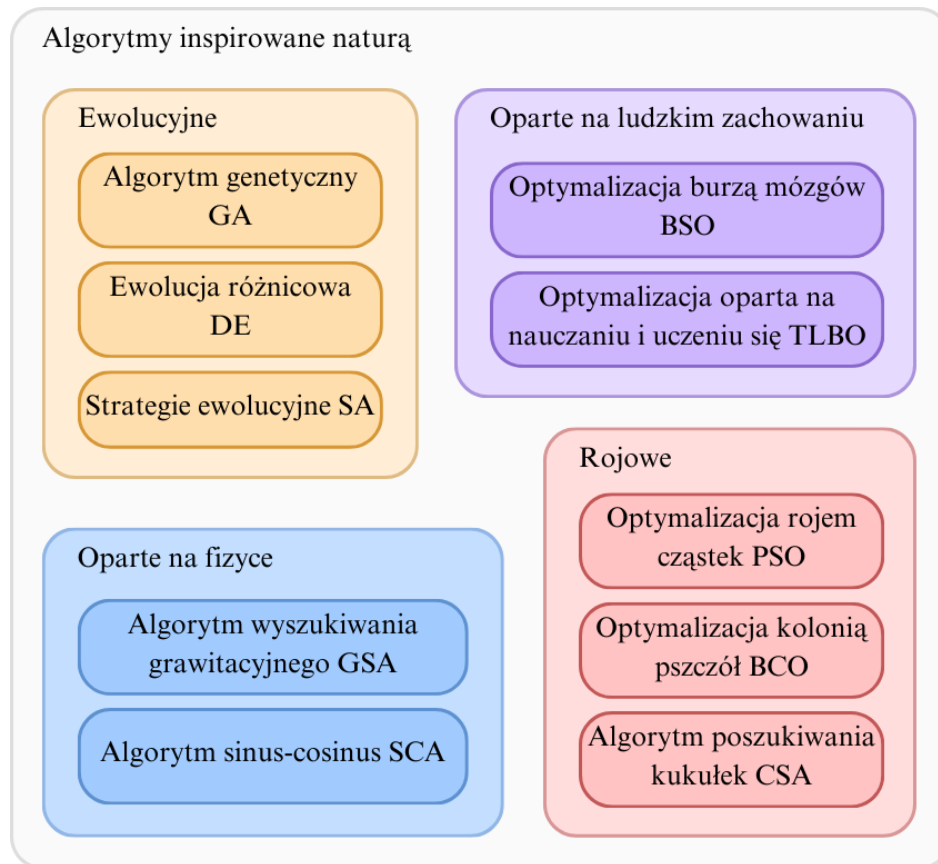 Algorytmy inspirowane naturą
Ewolucyjne
Algorytm genetyczny
GA
Ewolucja różnicowa
DE
Strategie ewolucyjne SA
Oparte na ludzkim zachowaniu
Optymalizacja burzą mózgów
BSO
Optymalizacja oparta na
nauczaniu i uczeniu się TLBO
Oparte na fizyce
Algorytm wyszukiwania
grawitacyjnego GSA
Algorytm sinus-cosinus SCA
Rojowe
Optymalizacja rojem
cząstek PSO
Optymalizacja kolonią
pszczół BCO
Algorytm poszukiwania
kukułek CSA